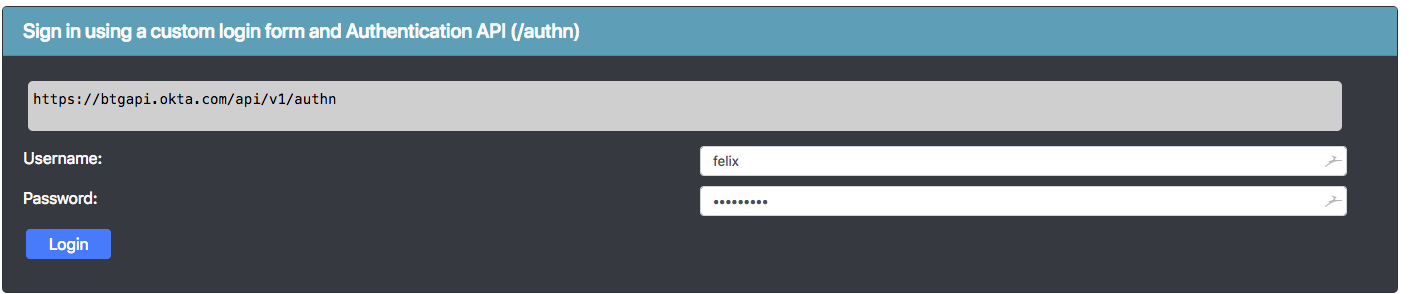 Sign in using a custom login form and Authentication API (/authn)
https://btgapi.okta.com/api/v1/authn
Username:
felix
Password:
•••••••••
Login